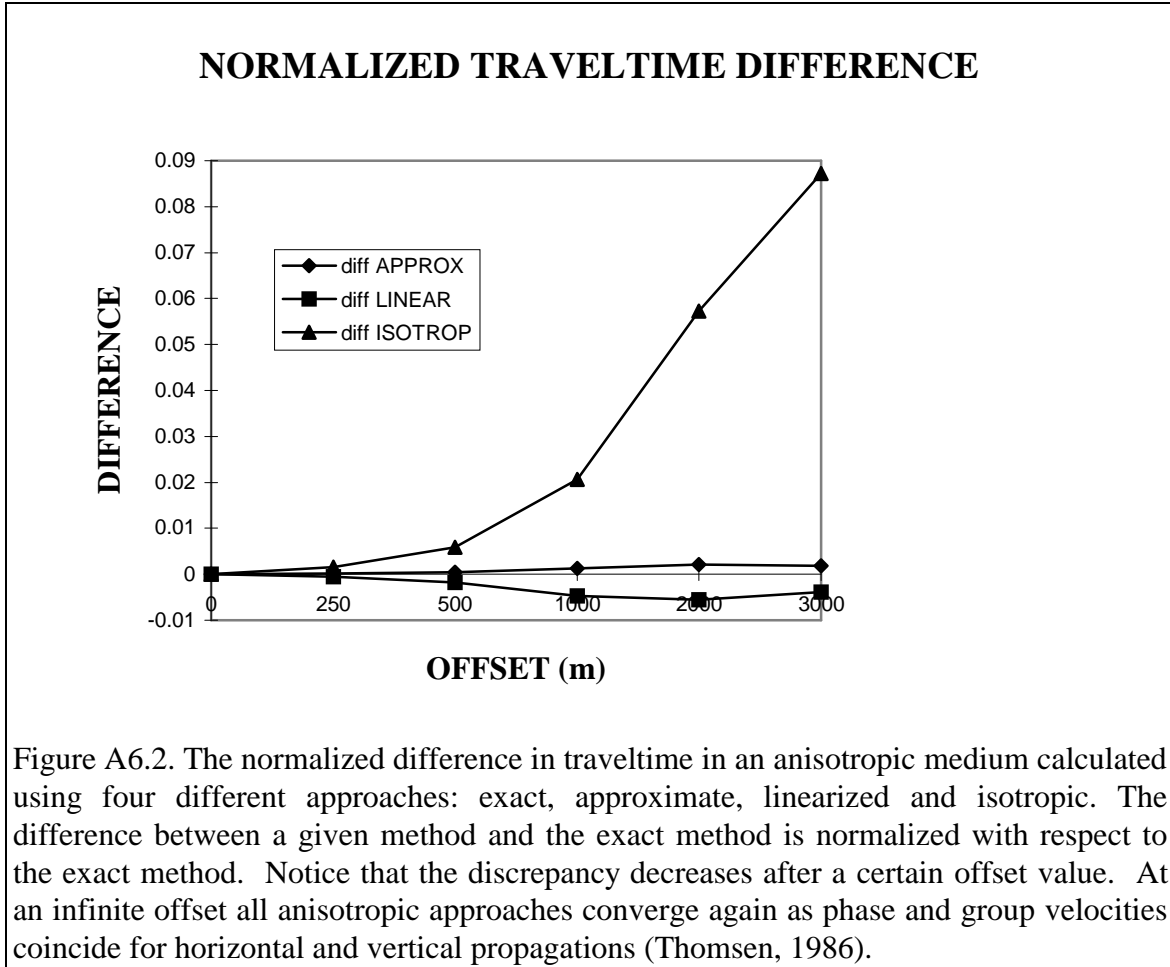 NORMALIZED TRAVELTIME DIFFERENCE
0.09
0.08
0.07
0.06
0.05
0.04
0.03
0.02
0.01
0
-0.01
DIFFERENCE
diff APPROX
diff LINEAR
diff ISOTROP
0 250 500 1000 2000 3000
OFFSET (m)
Figure A6.2. The normalized difference in traveltime in an anisotropic medium calculated
using four different approaches: exact, approximate, linearized and isotropic. The
difference between a given method and the exact method is normalized with respect to
the exact method. Notice that the discrepancy decreases after a certain offset value. At
an infinite offset all anisotropic approaches converge again as phase and group velocities
coincide for horizontal and vertical propagations (Thomsen, 1986).